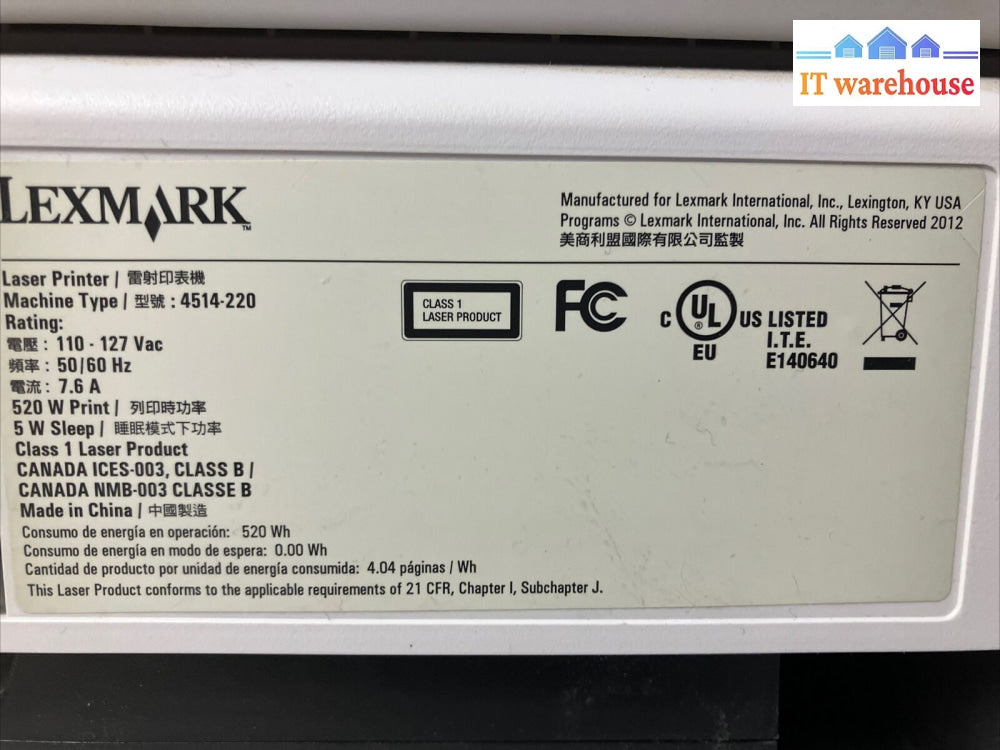 IT warehouse
LEXMARK™
Manufactured for Lexmark International, Inc., Lexington, KY USA
Programs © Lexmark International, Inc. All Rights Reserved 2012
美商利盟國際有限公司監製
Laser Printer | 雷射印表機
Machine Type | 型號 : 4514-220
Rating:
電壓 : 110 - 127 Vac
頻率 : 50/60 Hz
電流 : 7.6 A
520 W Print | 列印時功率
5 W Sleep | 睡眠模式下功率
Class 1 Laser Product
CANADA ICES-003, CLASS B /
CANADA NMB-003 CLASSE B
Made in China | 中國製造
Consumo de energía en operación: 520 Wh
Consumo de energía en modo de espera: 0.00 Wh
Cantidad de producto por unidad de energía consumida: 4.04 páginas / Wh
This Laser Product conforms to the applicable requirements of 21 CFR, Chapter I, Subchapter J.
CLASS 1
LASER PRODUCT
FC
C UL ® US LISTED
EU
I.T.E.
E140640